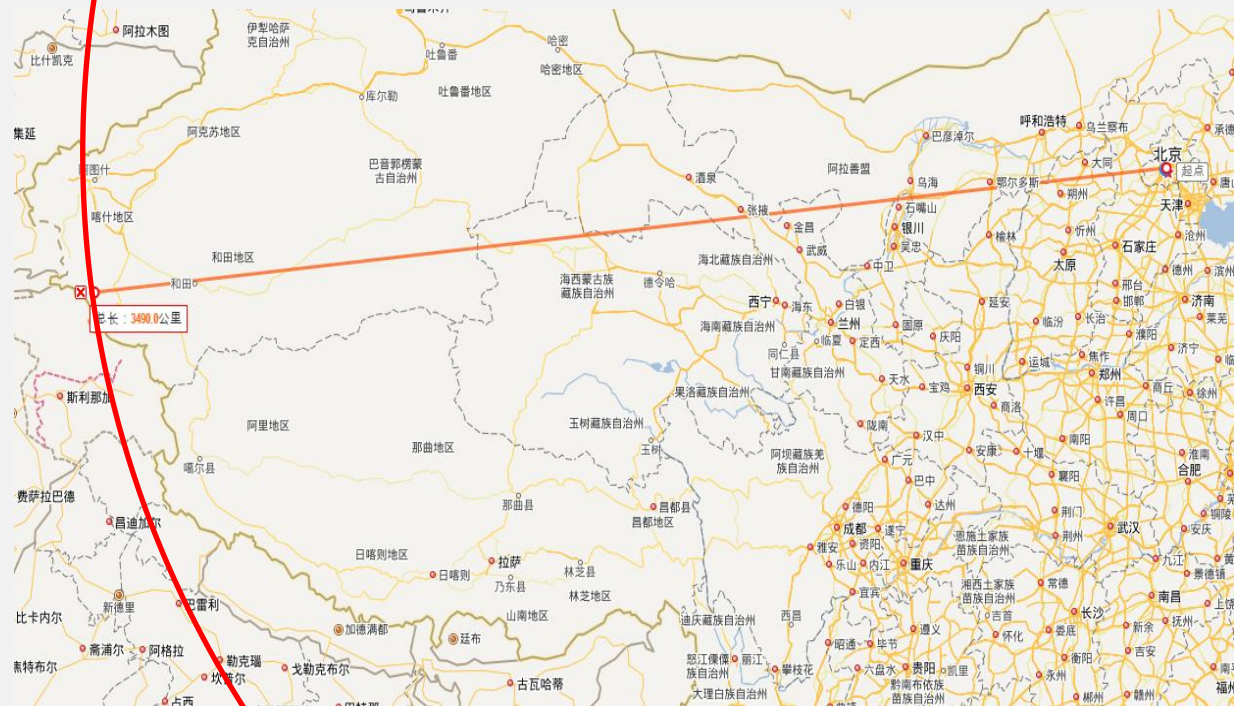 阿拉木图
伊犁哈萨
克自治州
比什凯克
吐鲁番
哈密
哈密地区
吐鲁番地区
库尔勒
呼和浩特
乌兰察布
承德
集延
阿克苏地区
巴彦淖尔
北京
起点
大同
巴音郭楞蒙
古自治州
阿拉善盟
酒泉
乌海
鄂尔多斯
朔州
唐山
天津
喀什地区
张掖
石嘴山
银川
吴忠
金昌
武威
榆林
忻州
石家庄
沧州
太原
和田地区
和田
海西蒙古族
藏族自治州
德令哈
海北藏族自治州
中卫
德州
滨州
邢台
邯郸
济南
莱芜
总长：3490.0公里
西宁
海东
白银
兰州
固原
延安
临汾
长治
濮阳
海南藏族自治州
临夏
定西
庆阳
同仁县
甘南藏族自治州
铜川
运城
焦作
郑州
济宁
天水
宝鸡
西安
商洛
许昌
商丘
徐州
周口
果洛藏族自治州
阿里地区
玉树藏族自治州
玉树
那曲地区
陇南
汉中
安康
十堰
南阳
襄阳
淮南
合肥
阿坝藏族羌
族自治州
广元
巴中
噶尔县
费萨拉巴德
昌迪加尔
那曲县
昌都县
昌都地区
德阳
成都
遂宁
达州
荆门
荆州
武汉
铜陵
安庆
恩施土家族
苗族自治州
日喀则地区
拉萨
日喀则
乃东县
林芝县
林芝地区
山南地区
雅安
资阳
乐山
内江
重庆
宜宾
九江
景德镇
湘西土家族
苗族自治州
吉首
常德
长沙
南昌
新德里
巴雷利
比卡内尔
加德满都
廷布
迪庆藏族自治州
西昌
昭通
毕节
遵义
怀化
娄底
新余
抚州
斋浦尔
阿格拉
勒克瑙
坎普尔
戈勒克布尔
古瓦哈蒂
怒江傈僳
族自治州
丽江
大理白族自治州
攀枝花
六盘水
贵阳
凯里
黔南布依族
苗族自治州
衡阳
吉安
永州
郴州
赣州
福州